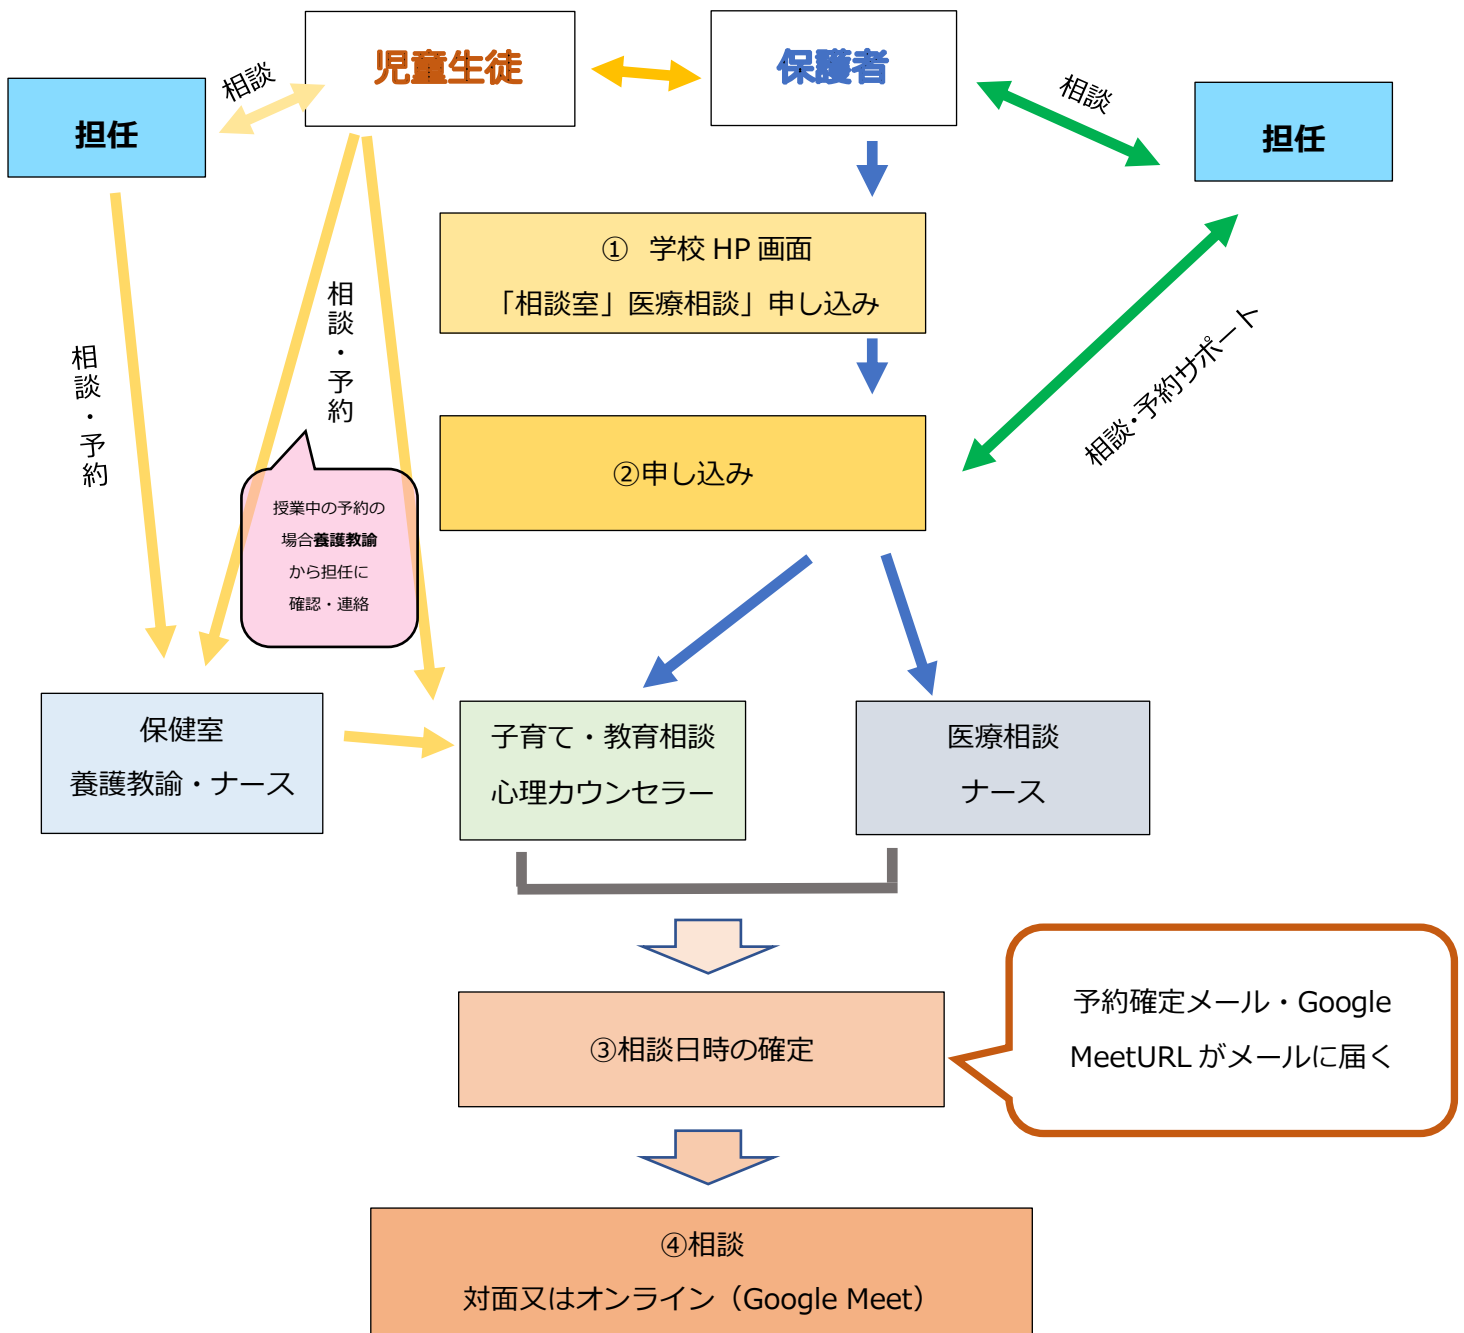 児童生徒
保護者
相談
相談
担任
担任
① 学校 HP 画面
「相談室」医療相談」申し込み
相談・予約
相談・予約
相談・予約サポート
②申し込み
授業中の予約の
場合養護教諭
から担任に
確認・連絡
保健室
養護教諭・ナース
子育て・教育相談
心理カウンセラー
医療相談
ナース
③相談日時の確定
予約確定メール・Google
MeetURL がメールに届く
④相談
対面又はオンライン（Google Meet）